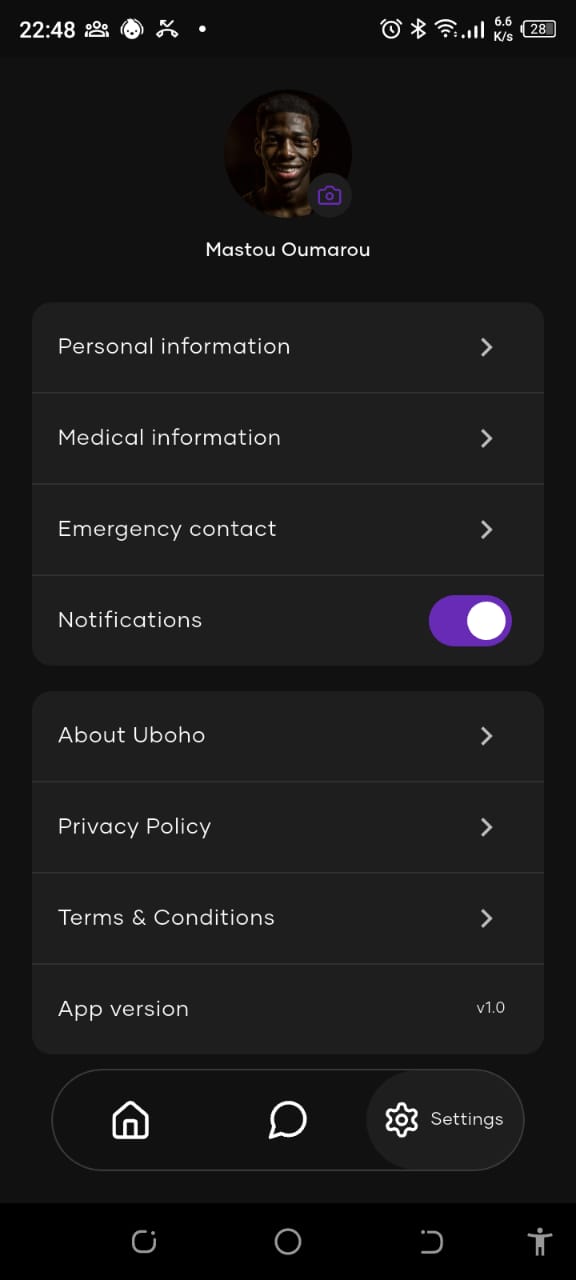 22:48
6.6
K/s
28
Mastou Oumarou
Personal information
Medical information
Emergency contact
Notifications
About Uboho
Privacy Policy
Terms & Conditions
App version
v1.0
Settings